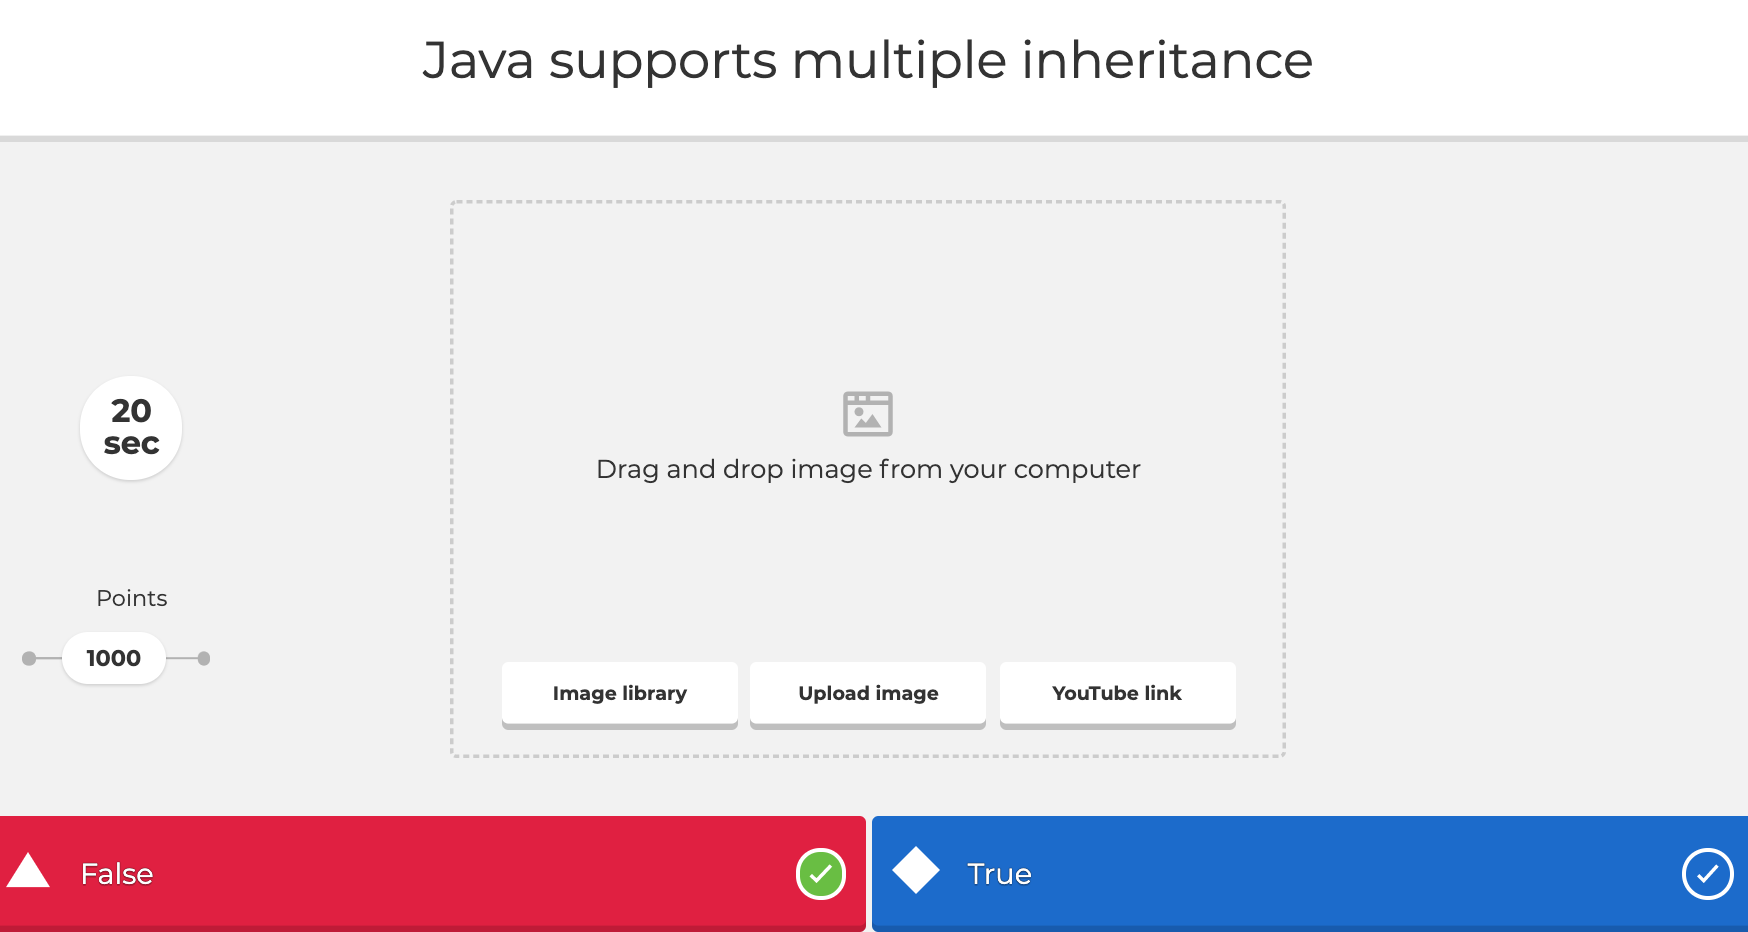 Java supports multiple inheritance
20
sec
Drag and drop image from your computer
Points
1000
Image library
Upload image
YouTube link
False
True